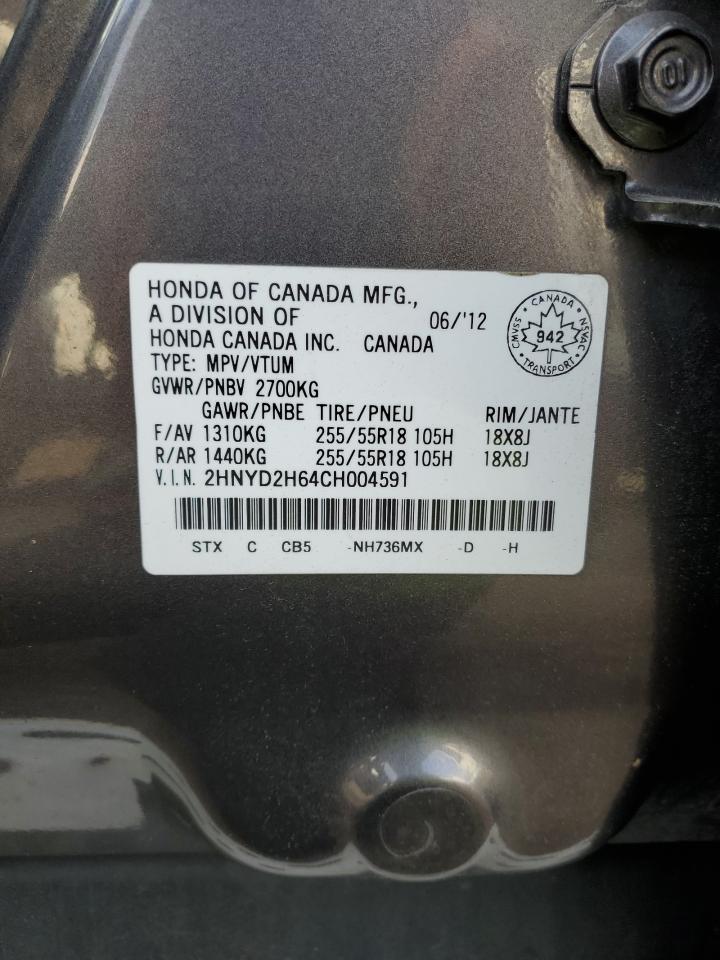 HONDA OF CANADA MFG.,
A DIVISION OF 06/'12
HONDA CANADA INC. CANADA
TYPE: MPV/VTUM
GVWR/PNBV 2700KG
GAWR/PNBE TIRE/PNEU RIM/JANTE
F/AV 1310KG 255/55R18 105H 18X8J
R/AR 1440KG 255/55R18 105H 18X8J
V.I.N. 2HNYD2H64CH004591
STX C CB5 -NH736MX -D -H
CANADA
CMVSS 942 NSVAC
TRANSPORT
10